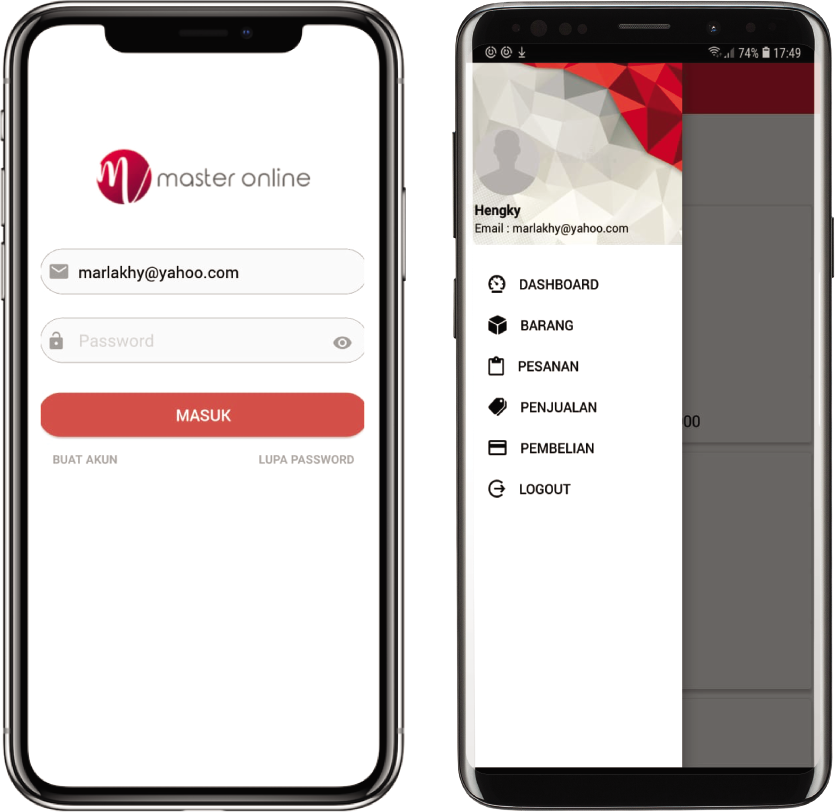 master online
marlakhy@yahoo.com
Password
MASUK
BUAT AKUN
LUPA PASSWORD
74% 17:49
Hengky
Email : marlakhy@yahoo.com
DASHBOARD
BARANG
PESANAN
PENJUALAN
00
PEMBELIAN
LOGOUT